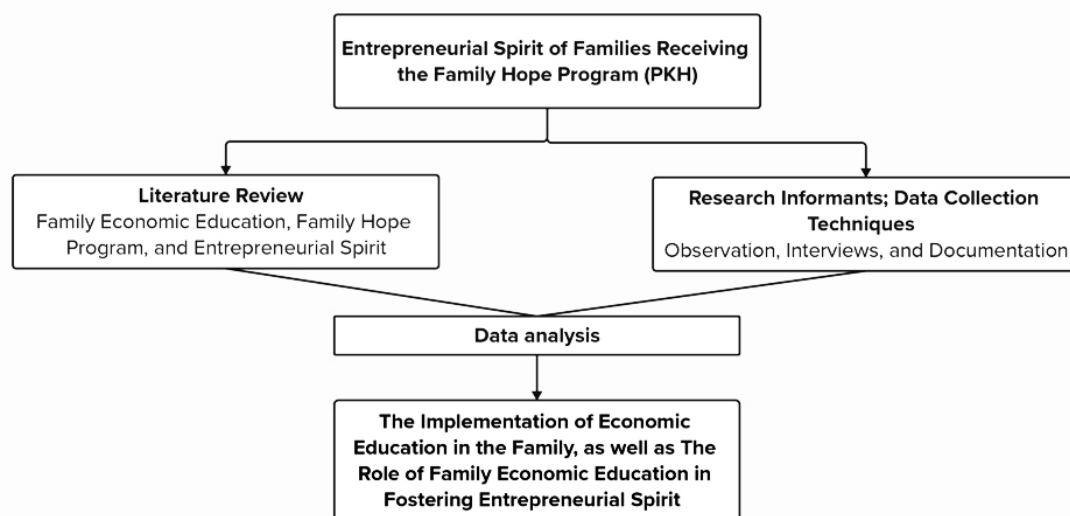 Entrepreneurial Spirit of Families Receiving
the Family Hope Program (PKH)
Literature Review
Family Economic Education, Family Hope
Program, and Entrepreneurial Spirit
Research Informants; Data Collection
Techniques
Observation, Interviews, and Documentation
Data analysis
The Implementation of Economic
Education in the Family, as well as The
Role of Family Economic Education in
Fostering Entrepreneurial Spirit